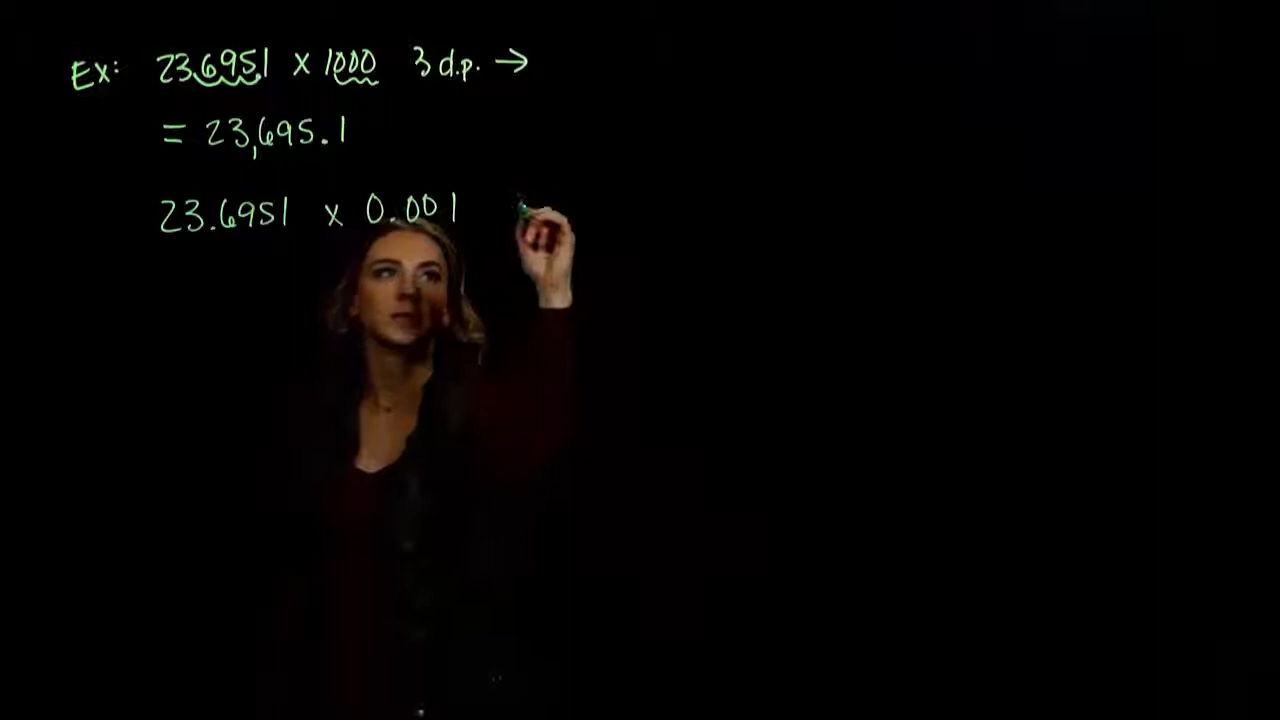 Ex: 23.6951 x 1000 3 d.p. →
= 23,695.1
23.6951 x 0.001